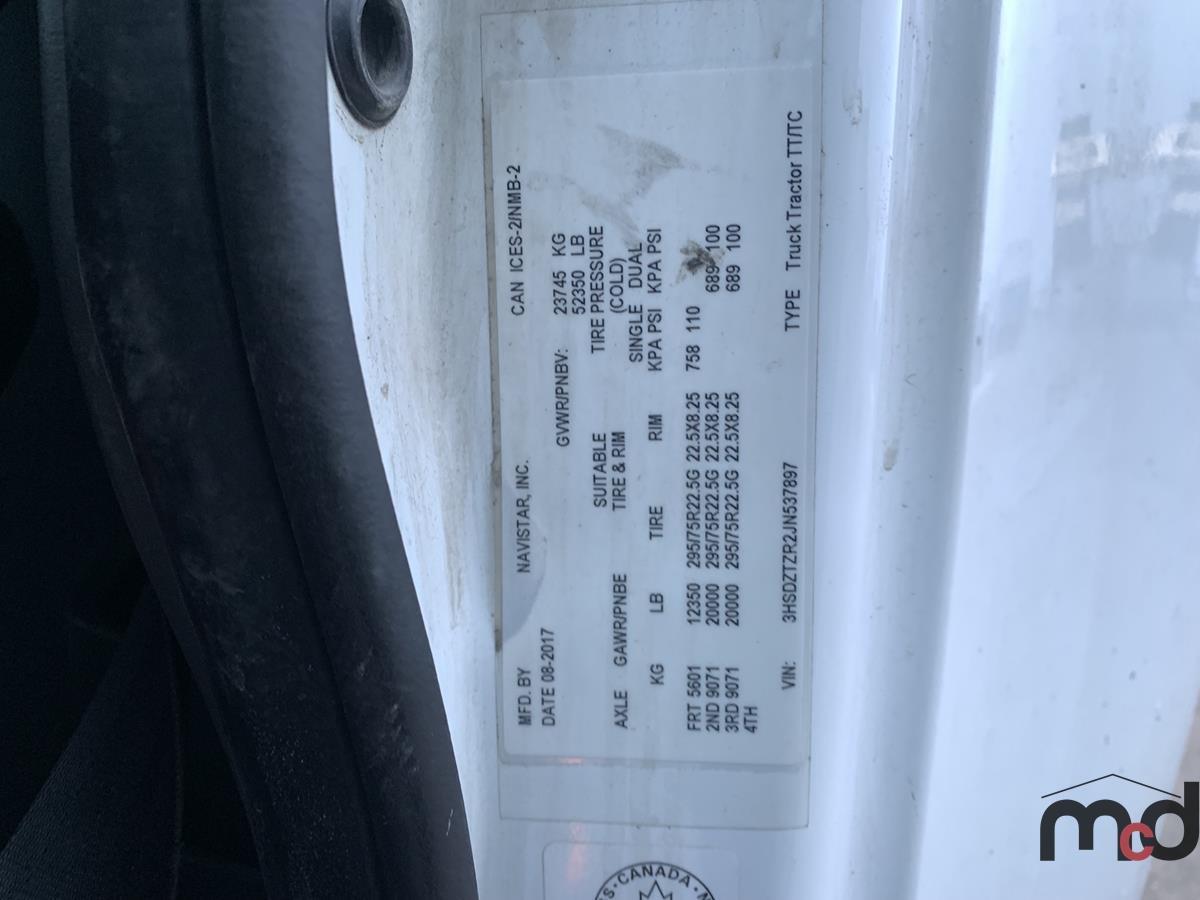 MFD. BY NAVISTAR, INC. CAN ICES-2/NMB-2
DATE 08-2017
GVWR/PNBV: 23745 KG
52350 LB
SUITABLE TIRE PRESSURE
AXLE GAWR/PNBE TIRE & RIM (COLD)
SINGLE DUAL
KG LB TIRE RIM KPA PSI KPA PSI
FRT 5601 12350 295/75R22.5G 22.5X8.25 758 110
2ND 9071 20000 295/75R22.5G 22.5X8.25 689 100
3RD 9071 20000 295/75R22.5G 22.5X8.25 689 100
4TH
VIN: 3HSDZTZR2JN537897 TYPE Truck Tractor TT/TC
CANADA
mcd